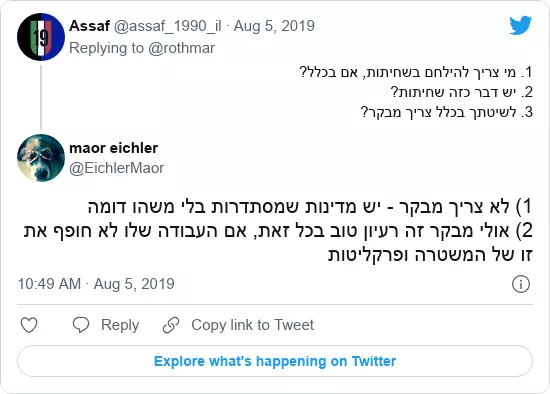 Assaf @assaf_1990_il · Aug 5, 2019
Replying to @rothmar
1. מי צריך להילחם בשחיתות, אם בכלל?
2. יש דבר כזה שחיתות?
3. לשיטתך בכלל צריך מבקר?
maor eichler
@EichlerMaor
1) לא צריך מבקר - יש מדינות שמסתדרות בלי משהו דומה
2) אולי מבקר זה רעיון טוב בכל זאת, אם העבודה שלו לא חופף את
זו של המשטרה ופרקליטות
10:49 AM · Aug 5, 2019
Reply
Copy link to Tweet
Explore what's happening on Twitter